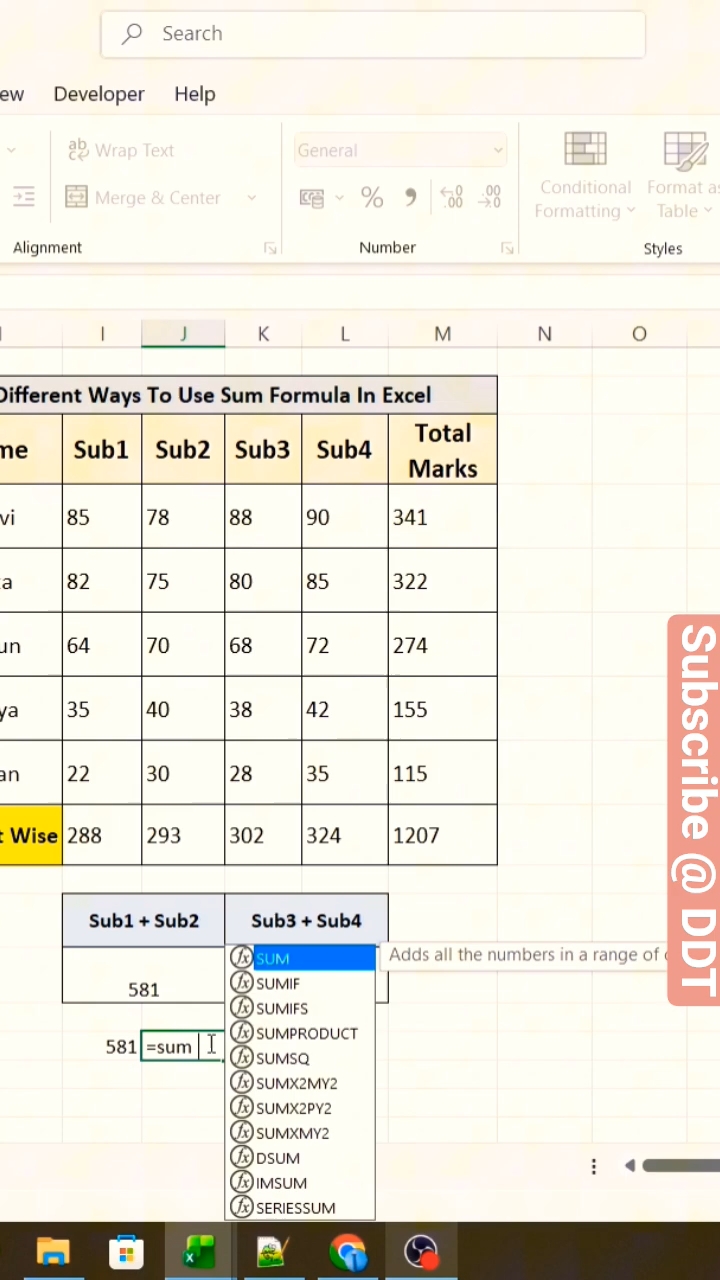 Search
ew Developer Help
Wrap Text
General
Merge & Center
% .00 .00
Conditional Formatting
Format as Table
Alignment
Number
Styles
I J K L M N O
Different Ways To Use Sum Formula In Excel
me Sub1 Sub2 Sub3 Sub4 Total Marks
vi 85 78 88 90 341
a 82 75 80 85 322
un 64 70 68 72 274
ya 35 40 38 42 155
an 22 30 28 35 115
t Wise 288 293 302 324 1207
Sub1 + Sub2 Sub3 + Sub4
581
581 =sum
SUM
Adds all the numbers in a range of
SUMIF
SUMIFS
SUMPRODUCT
SUMSQ
SUMX2MY2
SUMX2PY2
SUMXMY2
DSUM
IMSUM
SERIESSUM
Subscribe @ DDT